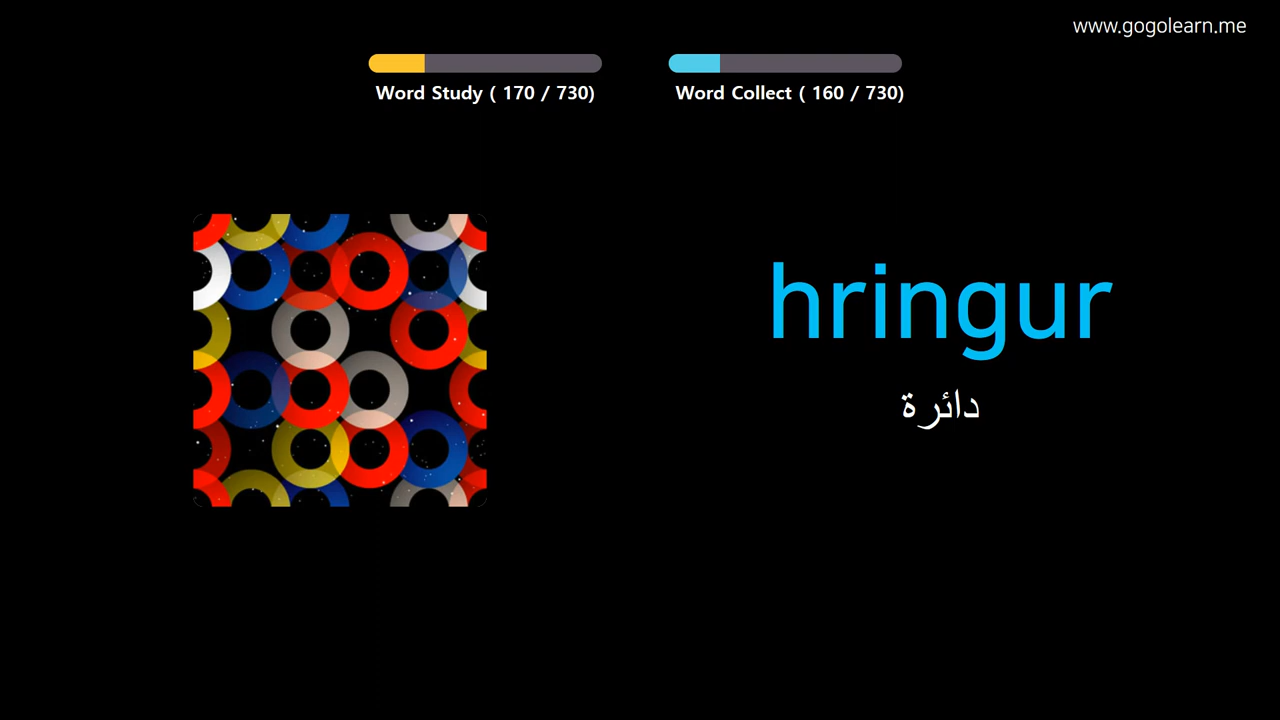 www.gogolearn.me
Word Study ( 170 / 730)
Word Collect ( 160 / 730)
hringur
دائرة